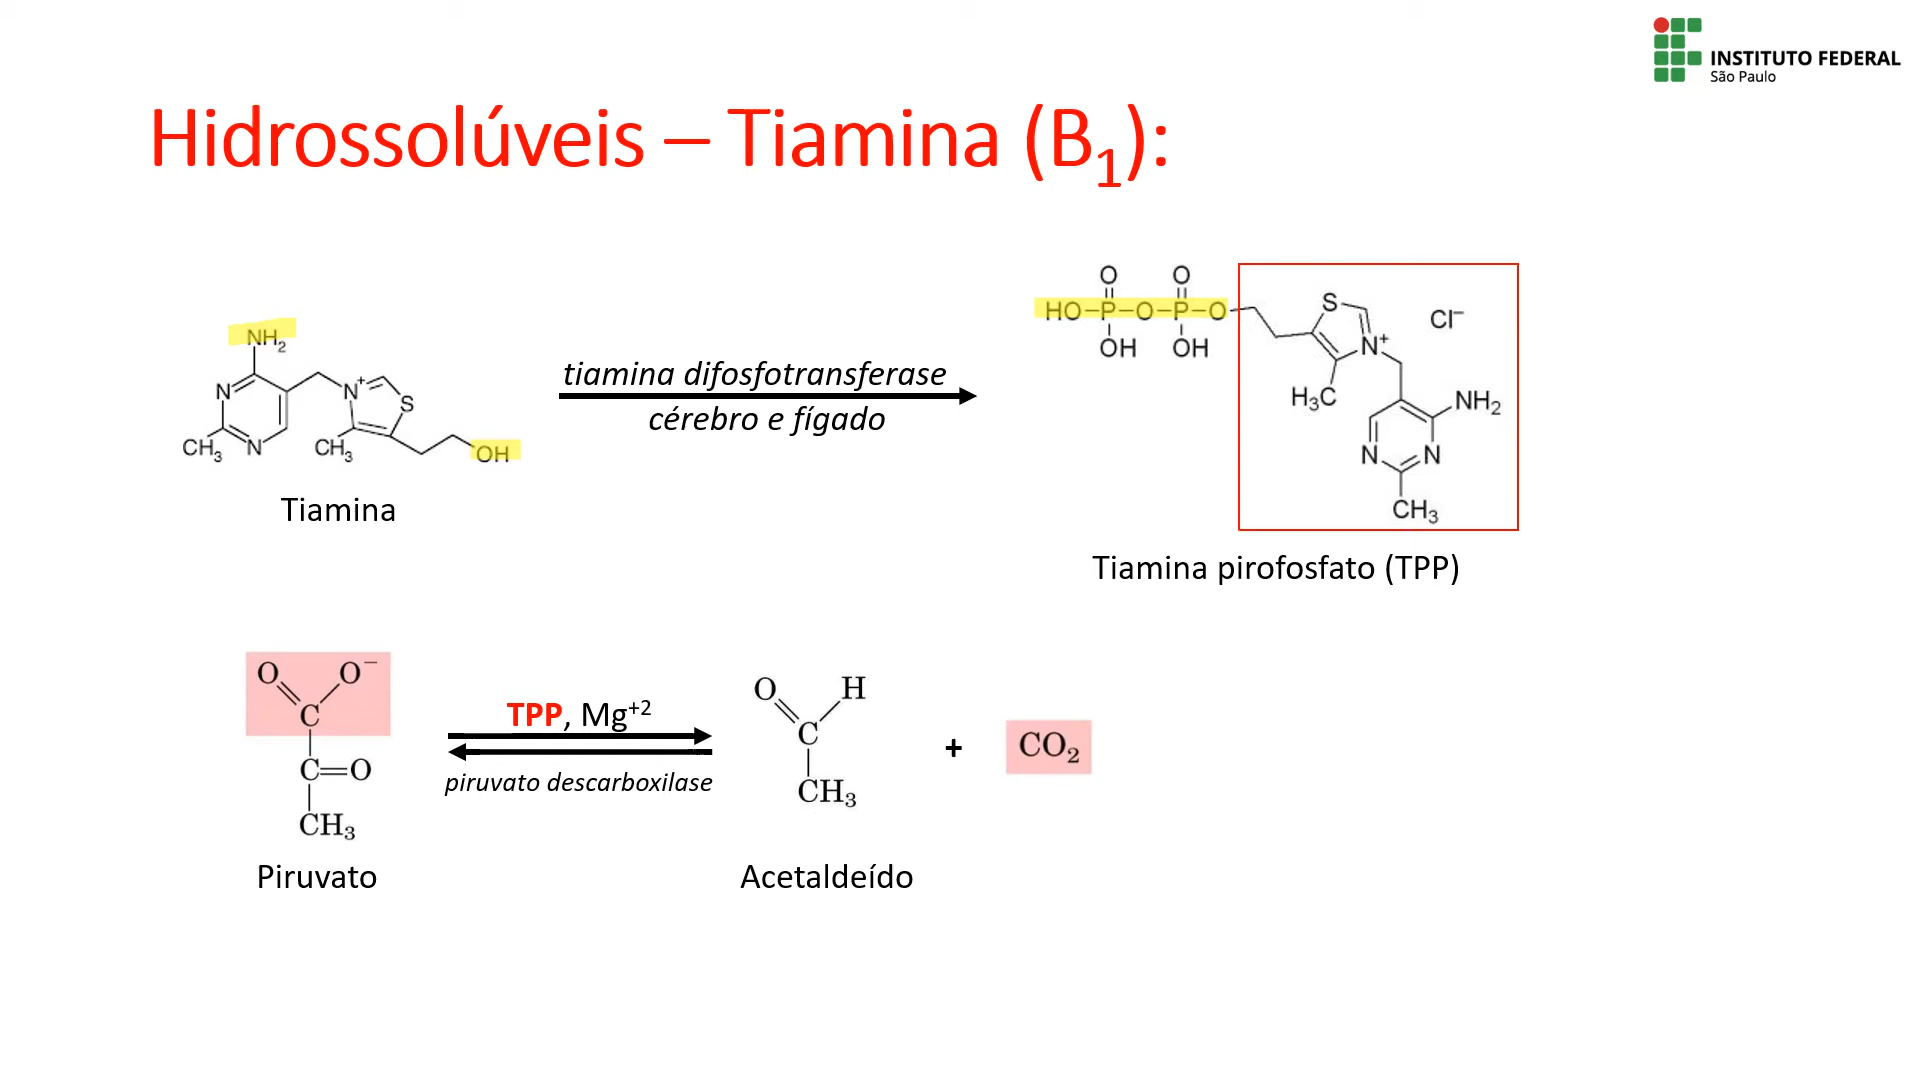 INSTITUTO FEDERAL
São Paulo
Hidrossolúveis – Tiamina (B₁):
NH₂
N
N
CH₃
N⁺
S
CH₃
OH
Tiamina
tiamina difosfotransferase
cérebro e fígado
O O
HO–P–O–P–O
OH OH
S
N⁺
Cl⁻
H₃C
NH₂
N N
CH₃
Tiamina pirofosfato (TPP)
O O⁻
C
C=O
CH₃
Piruvato
TPP, Mg⁺²
piruvato descarboxilase
O H
C
CH₃
Acetaldeído
+
CO₂